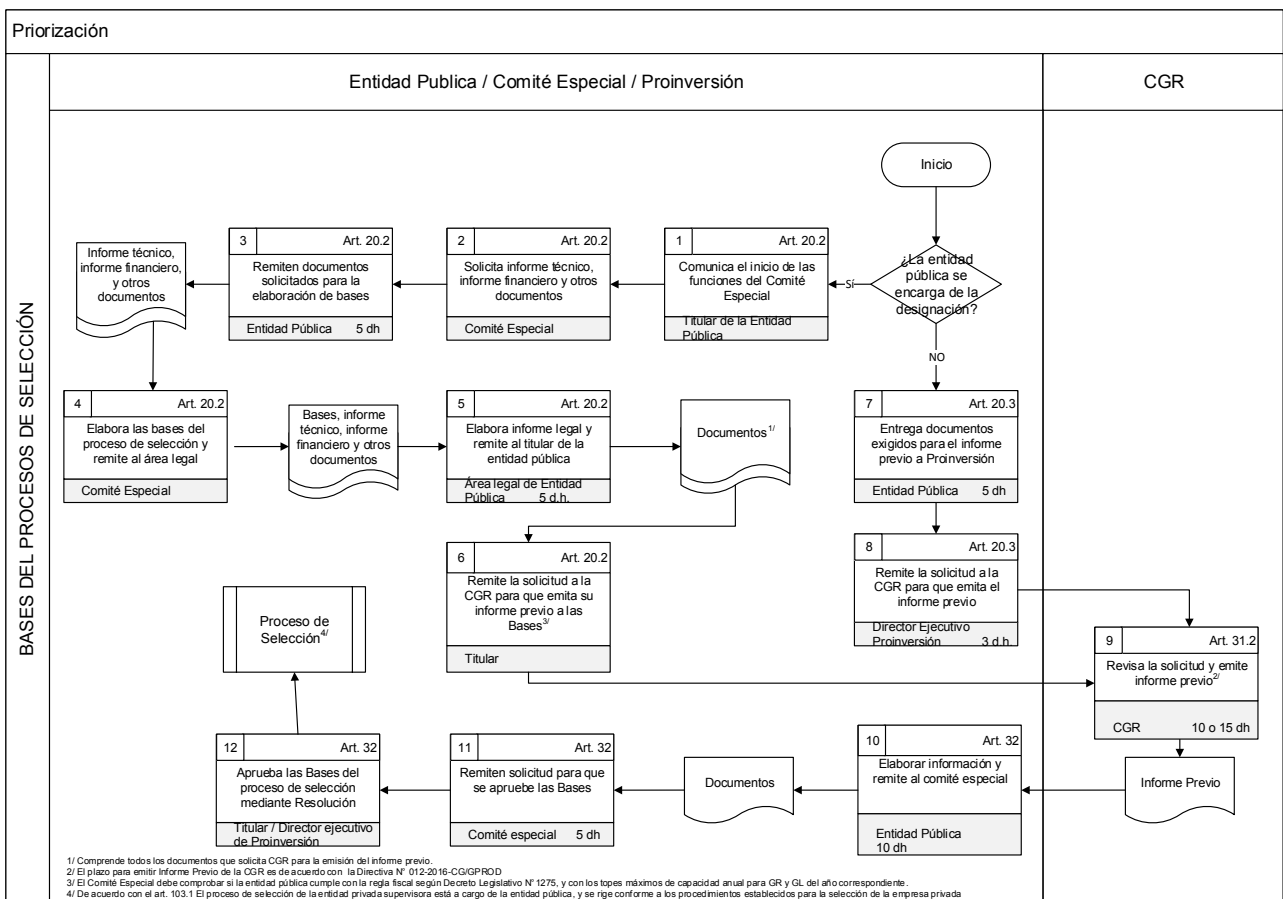 Priorización
BASES DEL PROCESOS DE SELECCIÓN
Entidad Publica / Comité Especial / Proinversión
CGR
Inicio
¿La entidad
pública se
encarga de la
designación?
Sí
NO
1
Art. 20.2
Comunica el inicio de las
funciones del Comité
Especial
Titular de la Entidad
Pública
2
Art. 20.2
Solicita informe técnico,
informe financiero y otros
documentos
Comité Especial
3
Art. 20.2
Remiten documentos
solicitados para la
elaboración de bases
Entidad Pública 5 dh
Informe técnico,
informe financiero,
y otros
documentos
4
Art. 20.2
Elabora las bases del
proceso de selección y
remite al área legal
Comité Especial
Bases, informe
técnico, informe
financiero y otros
documentos
5
Art. 20.2
Elabora informe legal y
remite al titular de la
entidad pública
Área legal de Entidad
Pública 5 d.h.
Documentos 1/
7
Art. 20.3
Entrega documentos
exigidos para el informe
previo a Proinversión
Entidad Pública 5 dh
6
Art. 20.2
Remite la solicitud a la
CGR para que emita su
informe previo a las
Bases3/
Titular
8
Art. 20.3
Remite la solicitud a la
CGR para que emita el
informe previo
Director Ejecutivo
Proinversión 3 d.h.
9
Art. 31.2
Revisa la solicitud y emite
informe previo2/
CGR 10 o 15 dh
Informe Previo
10
Art. 32
Elaborar información y
remite al comité especial
Entidad Pública
10 dh
Documentos
11
Art. 32
Remiten solicitud para que
se apruebe las Bases
Comité especial 5 dh
12
Art. 32
Aprueba las Bases del
proceso de selección
mediante Resolución
Titular / Director ejecutivo
de Proinversión
Proceso de
Selección4/
1/ Comprende todos los documentos que solicita CGR para la emisión del informe previo.
2/ El plazo para emitir Informe Previo de la CGR es de acuerdo con la Directiva N° 012-2016-CG/GPROD
3/ El Comité Especial debe comprobar si la entidad pública cumple con la regla fiscal según Decreto Legislativo N° 1275, y con los topes máximos de capacidad anual para GR y GL del año correspondiente.
4/ De acuerdo con el art. 103.1 El proceso de selección de la entidad privada supervisora está a cargo de la entidad pública, y se rige conforme a los procedimientos establecidos para la selección de la empresa privada